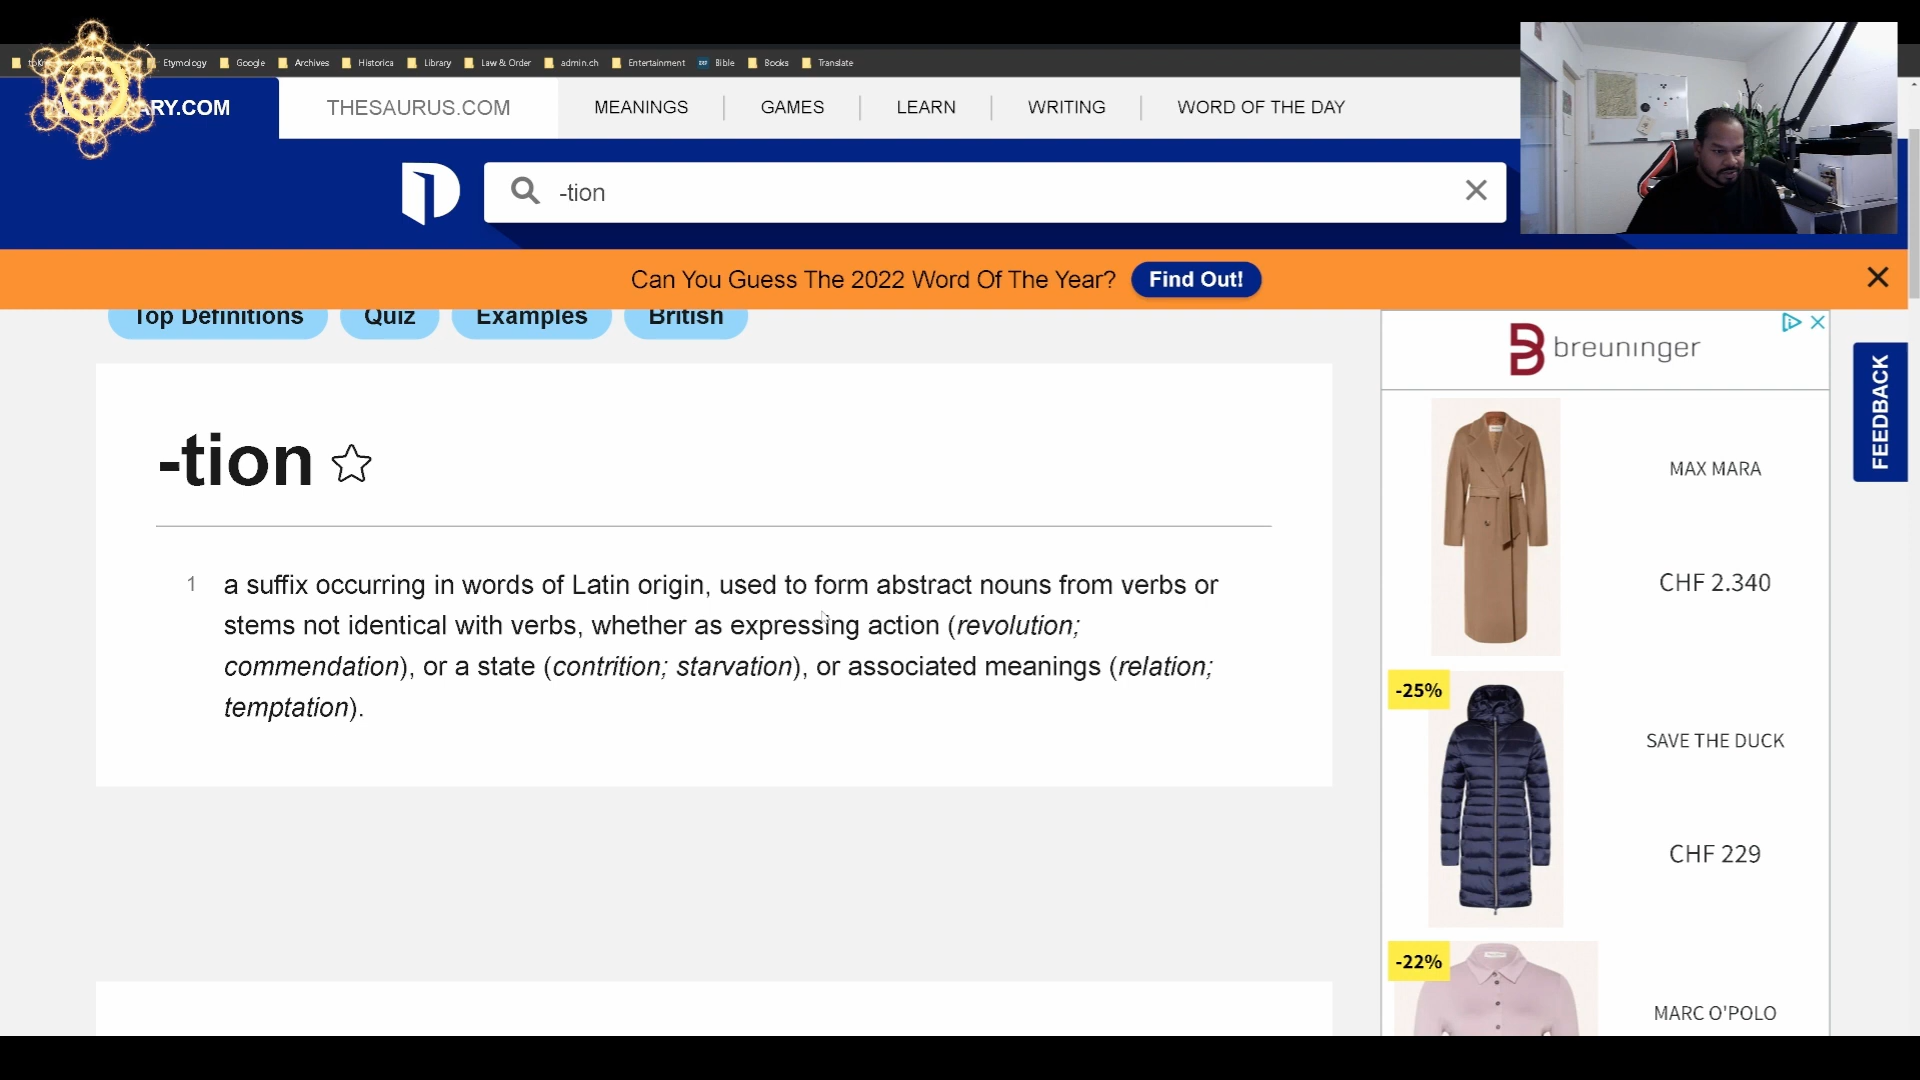 Etymology Google Archives Historica Library Law & Order admin.ch Entertainment Bible Books Translate
ARY.COM THESAURUS.COM MEANINGS GAMES LEARN WRITING WORD OF THE DAY
-tion
Can You Guess The 2022 Word Of The Year? Find Out!
Top Definitions Quiz Examples British
-tion
1 a suffix occurring in words of Latin origin, used to form abstract nouns from verbs or
stems not identical with verbs, whether as expressing action (revolution;
commendation), or a state (contrition; starvation), or associated meanings (relation;
temptation).
breuninger
MAX MARA
CHF 2.340
-25%
SAVE THE DUCK
CHF 229
-22%
MARC O'POLO
FEEDBACK